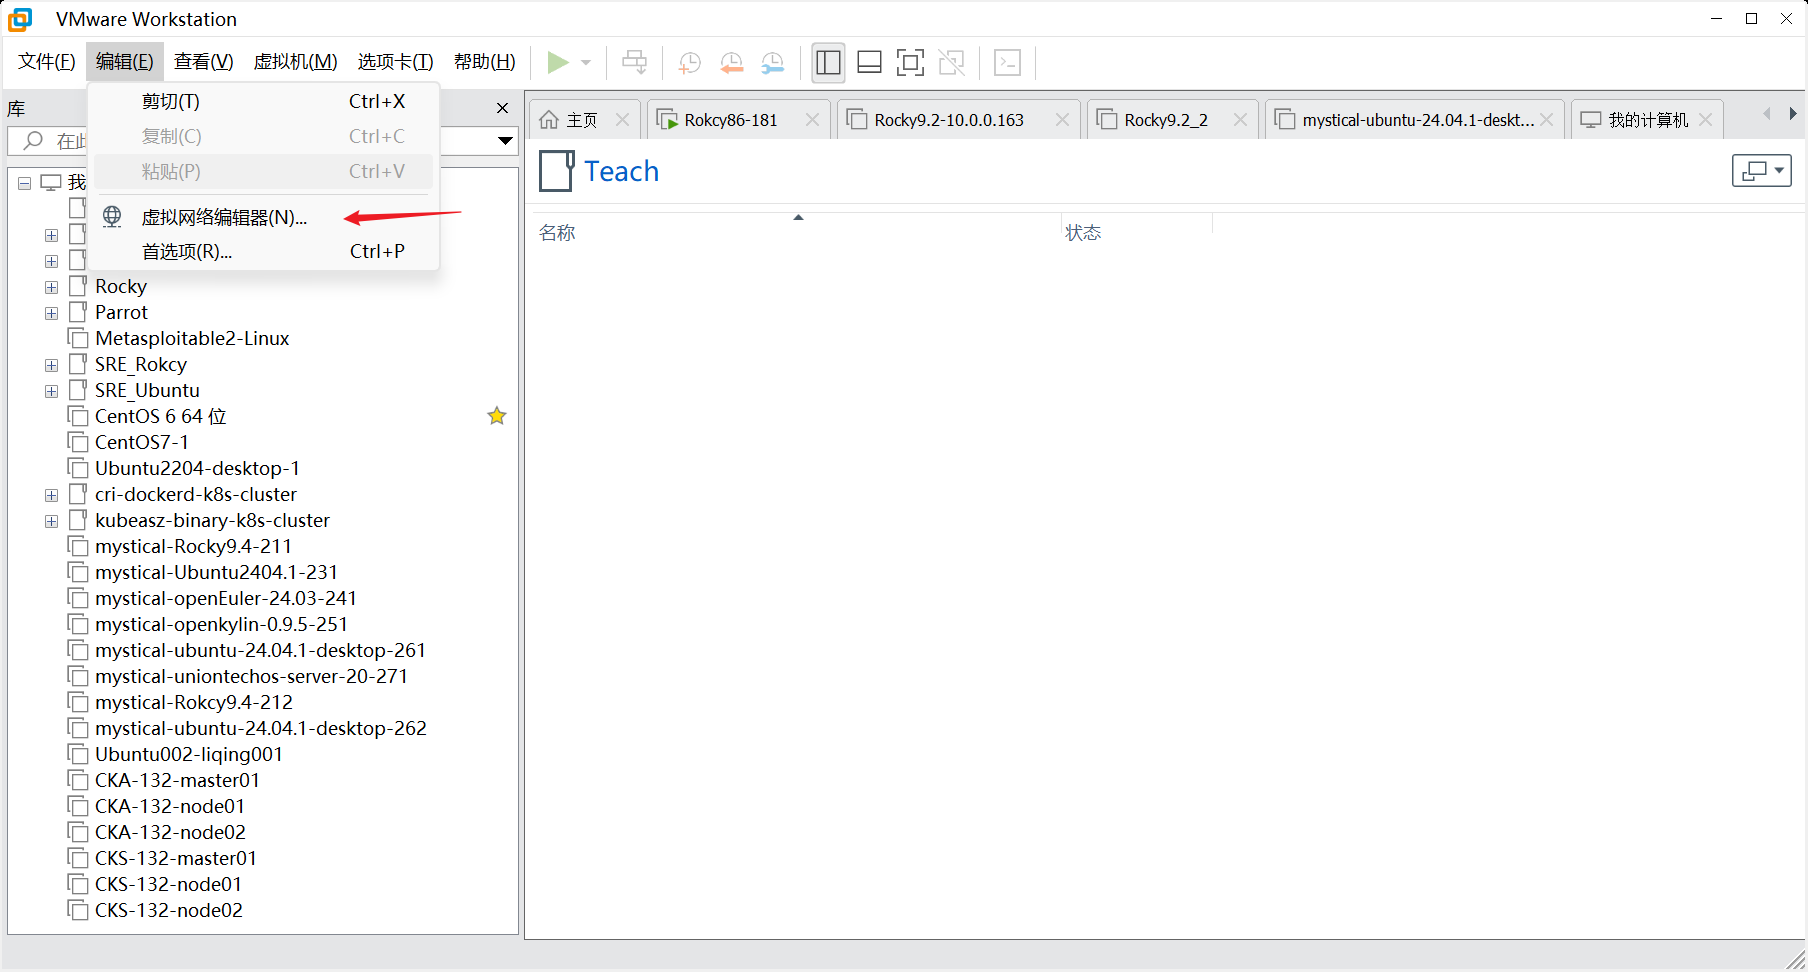 VMware Workstation
文件(F) 编辑(E) 查看(V) 虚拟机(M) 选项卡(T) 帮助(H)
剪切(T) Ctrl+X
复制(C) Ctrl+C
粘贴(P) Ctrl+V
虚拟网络编辑器(N)...
首选项(R)... Ctrl+P
库
在此
我
Rocky
Parrot
Metasploitable2-Linux
SRE_Rokcy
SRE_Ubuntu
CentOS 6 64 位
CentOS7-1
Ubuntu2204-desktop-1
cri-dockerd-k8s-cluster
kubeasz-binary-k8s-cluster
mystical-Rocky9.4-211
mystical-Ubuntu2404.1-231
mystical-openEuler-24.03-241
mystical-openkylin-0.9.5-251
mystical-ubuntu-24.04.1-desktop-261
mystical-uniontechos-server-20-271
mystical-Rokcy9.4-212
mystical-ubuntu-24.04.1-desktop-262
Ubuntu002-liqing001
CKA-132-master01
CKA-132-node01
CKA-132-node02
CKS-132-master01
CKS-132-node01
CKS-132-node02
主页 Rokcy86-181 Rocky9.2-10.0.0.163 Rocky9.2_2 mystical-ubuntu-24.04.1-deskt... 我的计算机
Teach
名称 状态